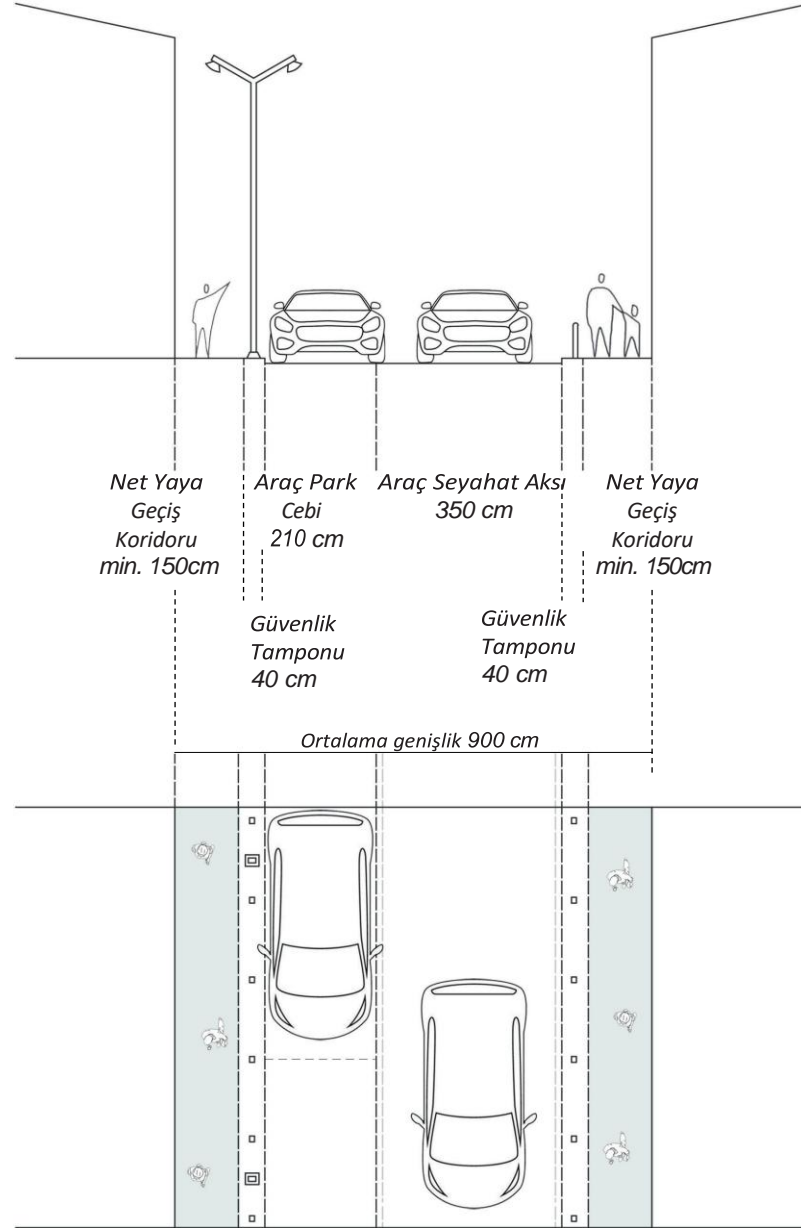 Net Yaya
Geçiş
Koridoru
min. 150cm
Araç Park
Cebi
210 cm
Araç Seyahat Aksı
350 cm
Net Yaya
Geçiş
Koridoru
min. 150cm
Güvenlik
Tamponu
40 cm
Güvenlik
Tamponu
40 cm
Ortalama genişlik 900 cm